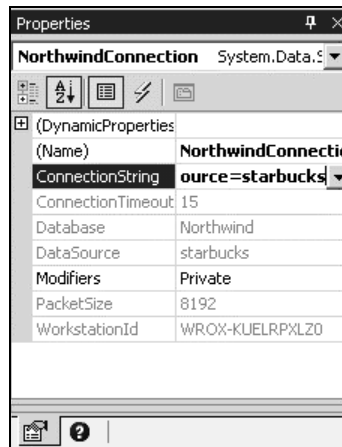 Properties
NorthwindConnection System.Data.S
(DynamicProperties
(Name) NorthwindConnectio
ConnectionString ource=starbucks
ConnectionTimeout 15
Database Northwind
DataSource starbucks
Modifiers Private
PacketSize 8192
WorkstationId WROX-KUELRPXLZ0